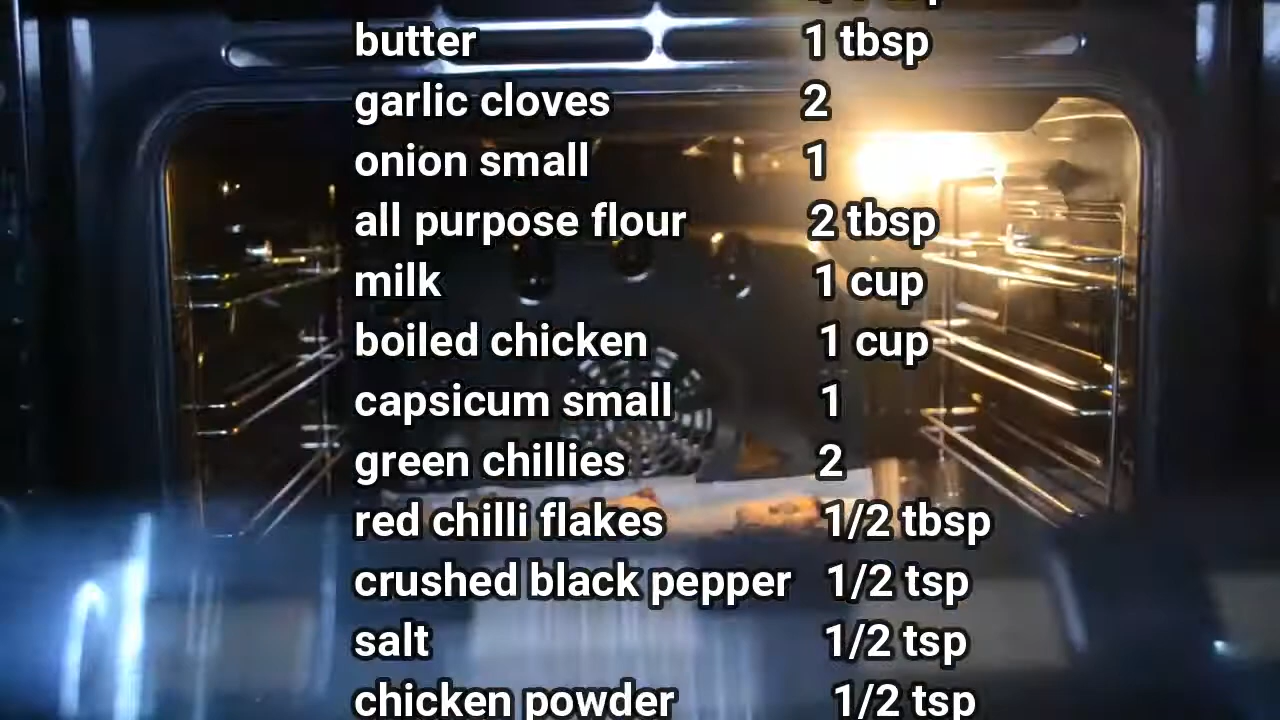 butter 1 tbsp
garlic cloves 2
onion small 1
all purpose flour 2 tbsp
milk 1 cup
boiled chicken 1 cup
capsicum small 1
green chillies 2
red chilli flakes 1/2 tbsp
crushed black pepper 1/2 tsp
salt 1/2 tsp
chicken powder 1/2 tsp